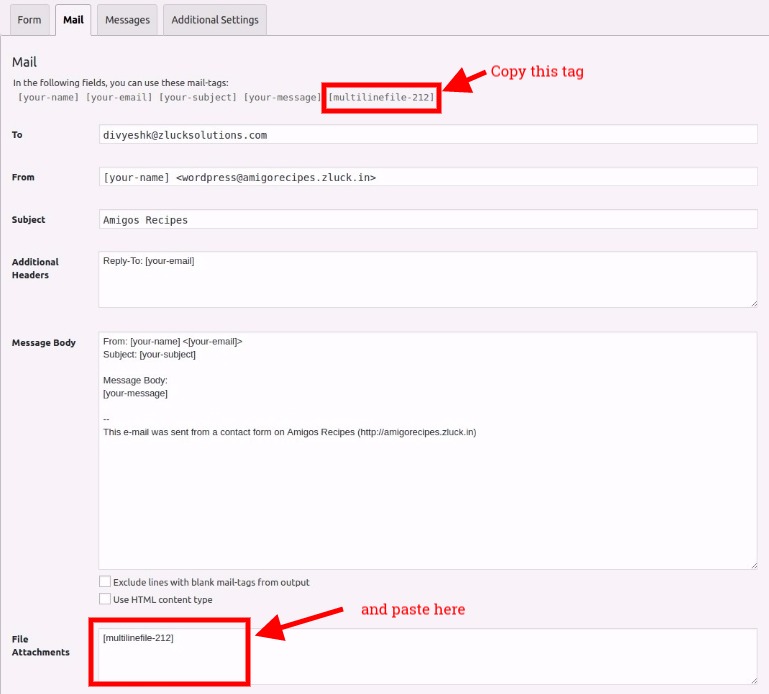 Form Mail Messages Additional Settings
Mail
Copy this tag
In the following fields, you can use these mail-tags:
[your-name] [your-email] [your-subject] [your-message] [multilinefile-212]
To divyeshk@zlucksolutions.com
From [your-name] <wordpress@amigorecipes.zluck.in>
Subject Amigos Recipes
Additional Headers
Reply-To: [your-email]
Message Body
From: [your-name] <[your-email]>
Subject: [your-subject]
Message Body:
[your-message]
--
This e-mail was sent from a contact form on Amigos Recipes (http://amigorecipes.zluck.in)
Exclude lines with blank mail-tags from output
Use HTML content type
and paste here
File Attachments
[multilinefile-212]